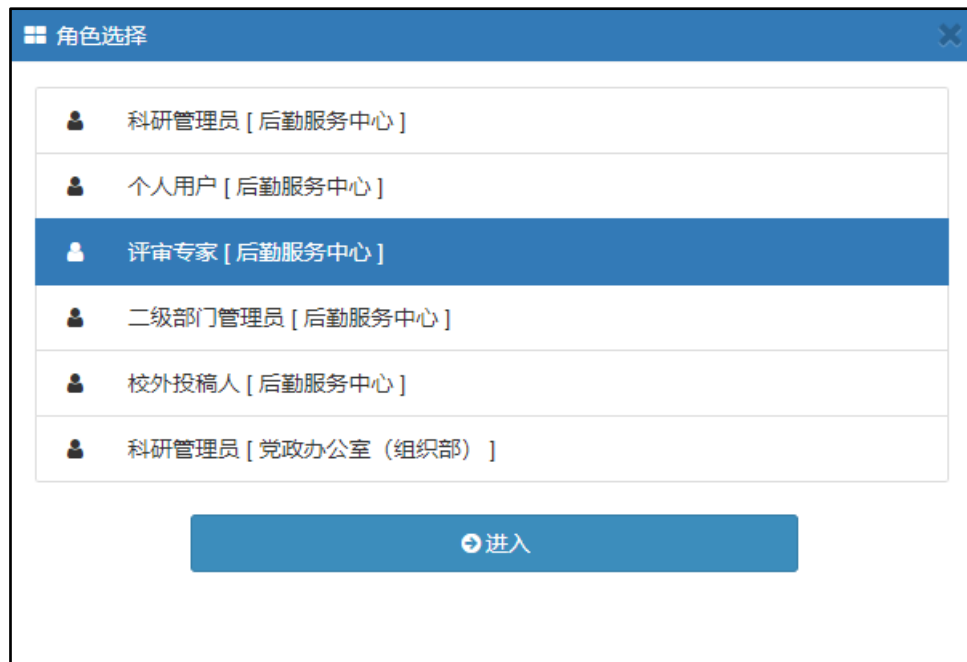 角色选择
科研管理员 [ 后勤服务中心 ]
个人用户 [ 后勤服务中心 ]
评审专家 [ 后勤服务中心 ]
二级部门管理员 [ 后勤服务中心 ]
校外投稿人 [ 后勤服务中心 ]
科研管理员 [ 党政办公室（组织部） ]
进入